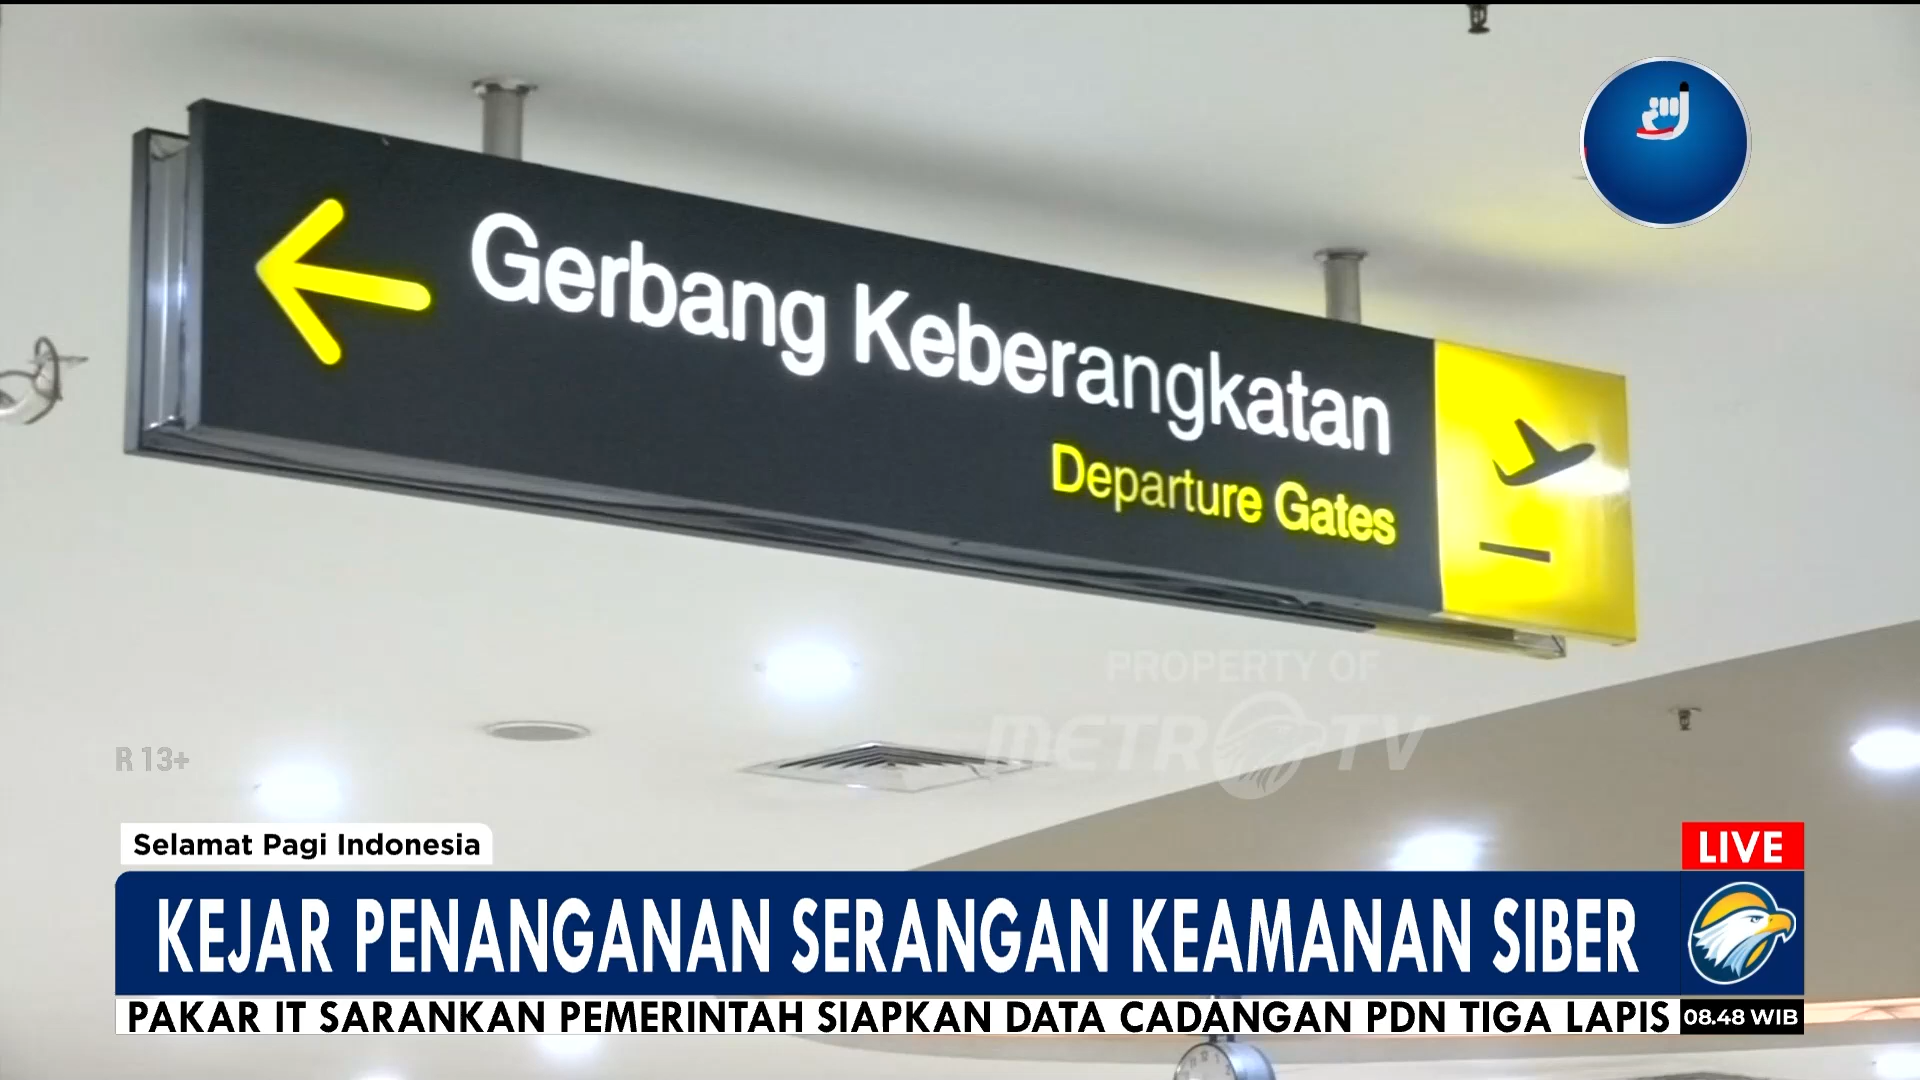 Gerbang Keberangkatan
Departure Gates
PROPERTY OF
METRO TV
R 13+
Selamat Pagi Indonesia
LIVE
KEJAR PENANGANAN SERANGAN KEAMANAN SIBER
PAKAR IT SARANKAN PEMERINTAH SIAPKAN DATA CADANGAN PDN TIGA LAPIS
08.48 WIB